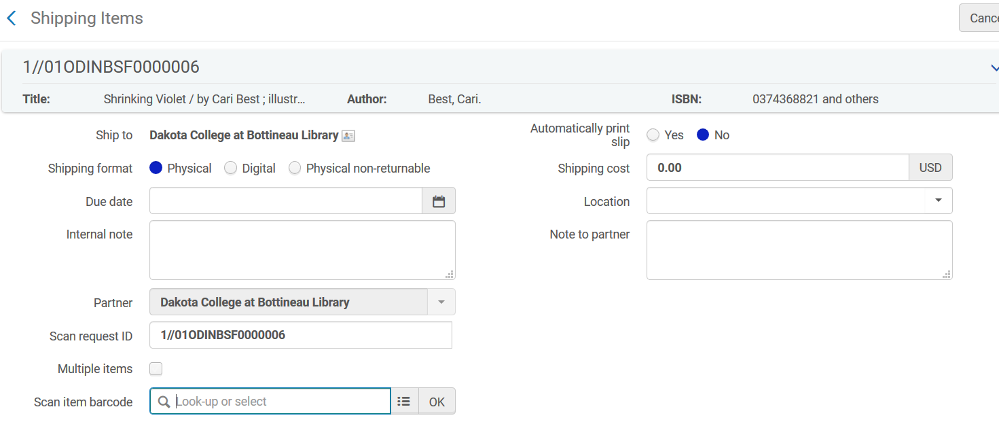 Shipping Items
Canc
1//01ODINBSF0000006
Title: Shrinking Violet / by Cari Best ; illustr... Author: Best, Cari. ISBN: 0374368821 and others
Ship to Dakota College at Bottineau Library
Automatically print slip Yes No
Shipping format Physical Digital Physical non-returnable
Shipping cost 0.00 USD
Due date
Location
Internal note
Note to partner
Partner Dakota College at Bottineau Library
Scan request ID 1//01ODINBSF0000006
Multiple items
Scan item barcode Look-up or select OK